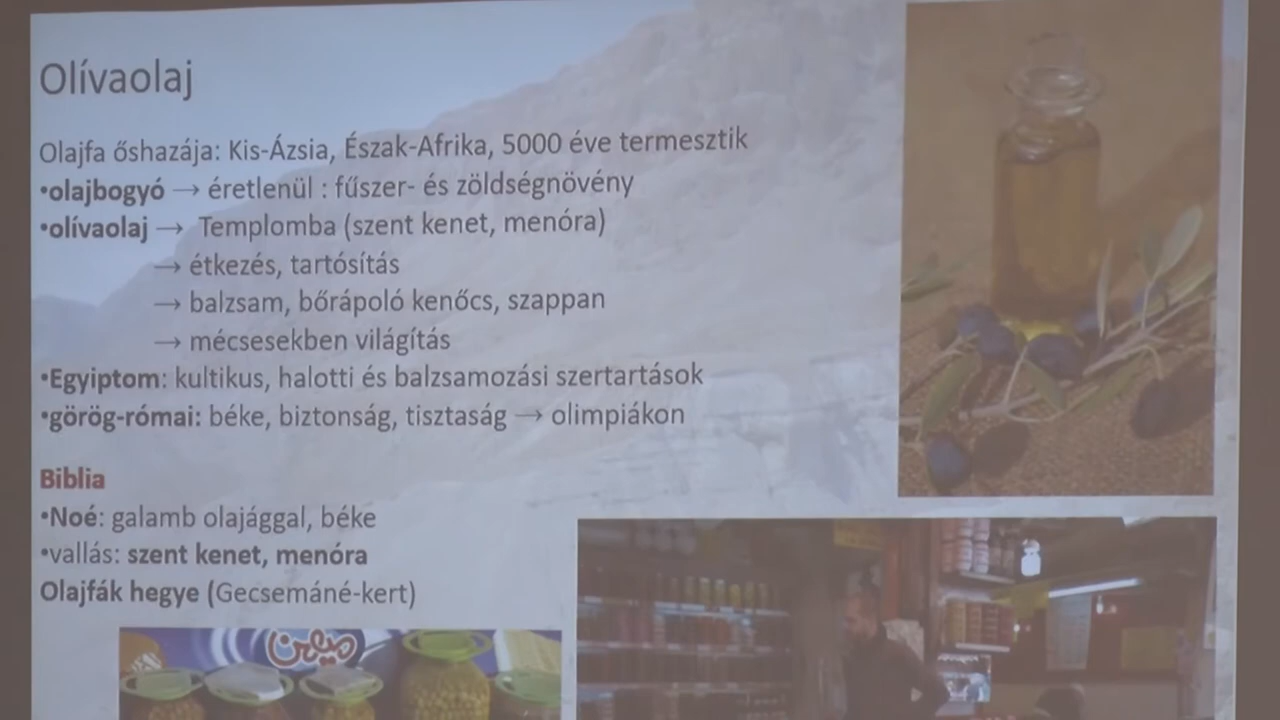 Olívaolaj
Olajfa őshazája: Kis-Ázsia, Észak-Afrika, 5000 éve termesztik
•olajbogyó → éretlenül : fűszer- és zöldségnövény
•olívaolaj → Templomba (szent kenet, menóra)
→ étkezés, tartósítás
→ balzsam, bőrápoló kenőcs, szappan
→ mécsesekben világítás
•Egyiptom: kultikus, halotti és balzsamozási szertartások
•görög-római: béke, biztonság, tisztaság → olimpiákon
Biblia
•Noé: galamb olajággal, béke
•vallás: szent kenet, menóra
Olajfák hegye (Gecsemáné-kert)